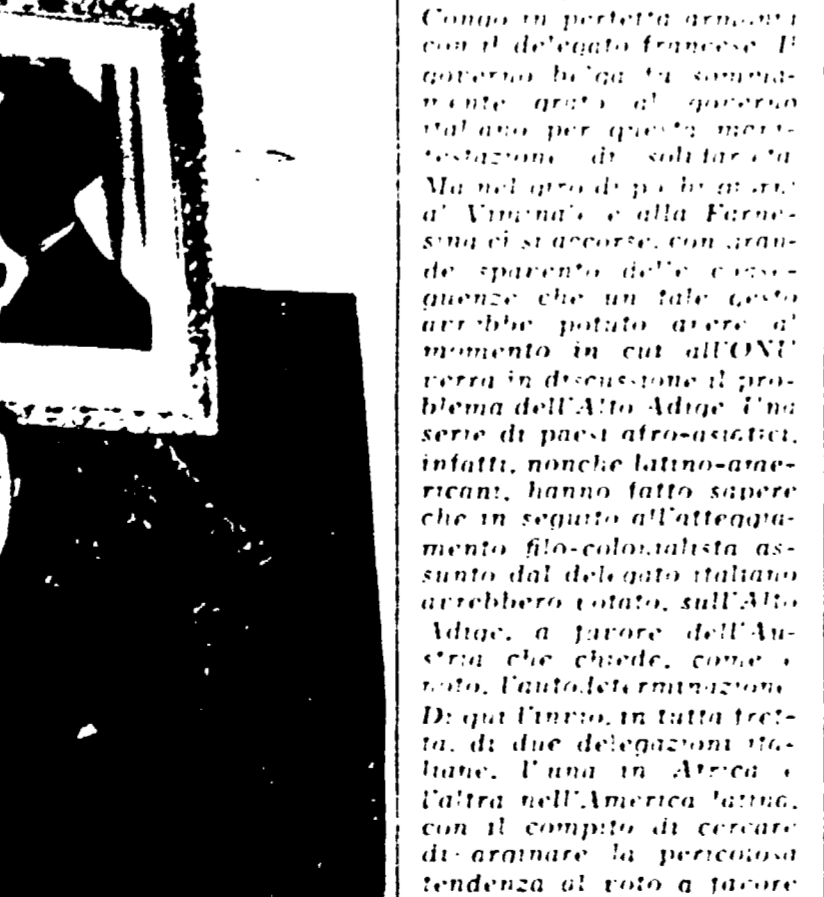 Congo in perfetta armonia
con il delegato francese. Il
governo belga fu somma-
mente grato al governo
italiano per questa mani-
festazione di solidarietà
Ma nel giro di pochi giorni
al Viminale e alla Farne-
sina ci si accorse, con gran-
de spavento delle conse-
guenze che un tale gesto
avrebbe potuto avere al
momento in cui all'ONU
verrà in discussione il pro-
blema dell'Alto Adige. Una
serie di paesi afro-asiatici,
infatti, nonché latino-ame-
ricani, hanno fatto sapere
che in seguito all'atteggia-
mento filo-colonialista as-
sunto dal delegato italiano
avrebbero votato, sull'Alto
Adige, a favore dell'Au-
stria che chiede, come è
noto, l'autodeterminazione.
Di qui l'invio, in tutta fret-
ta, di due delegazioni ita-
liane, l'una in Africa e
l'altra nell'America latina,
con il compito di cercare
di arginare la pericolosa
tendenza al voto a favore